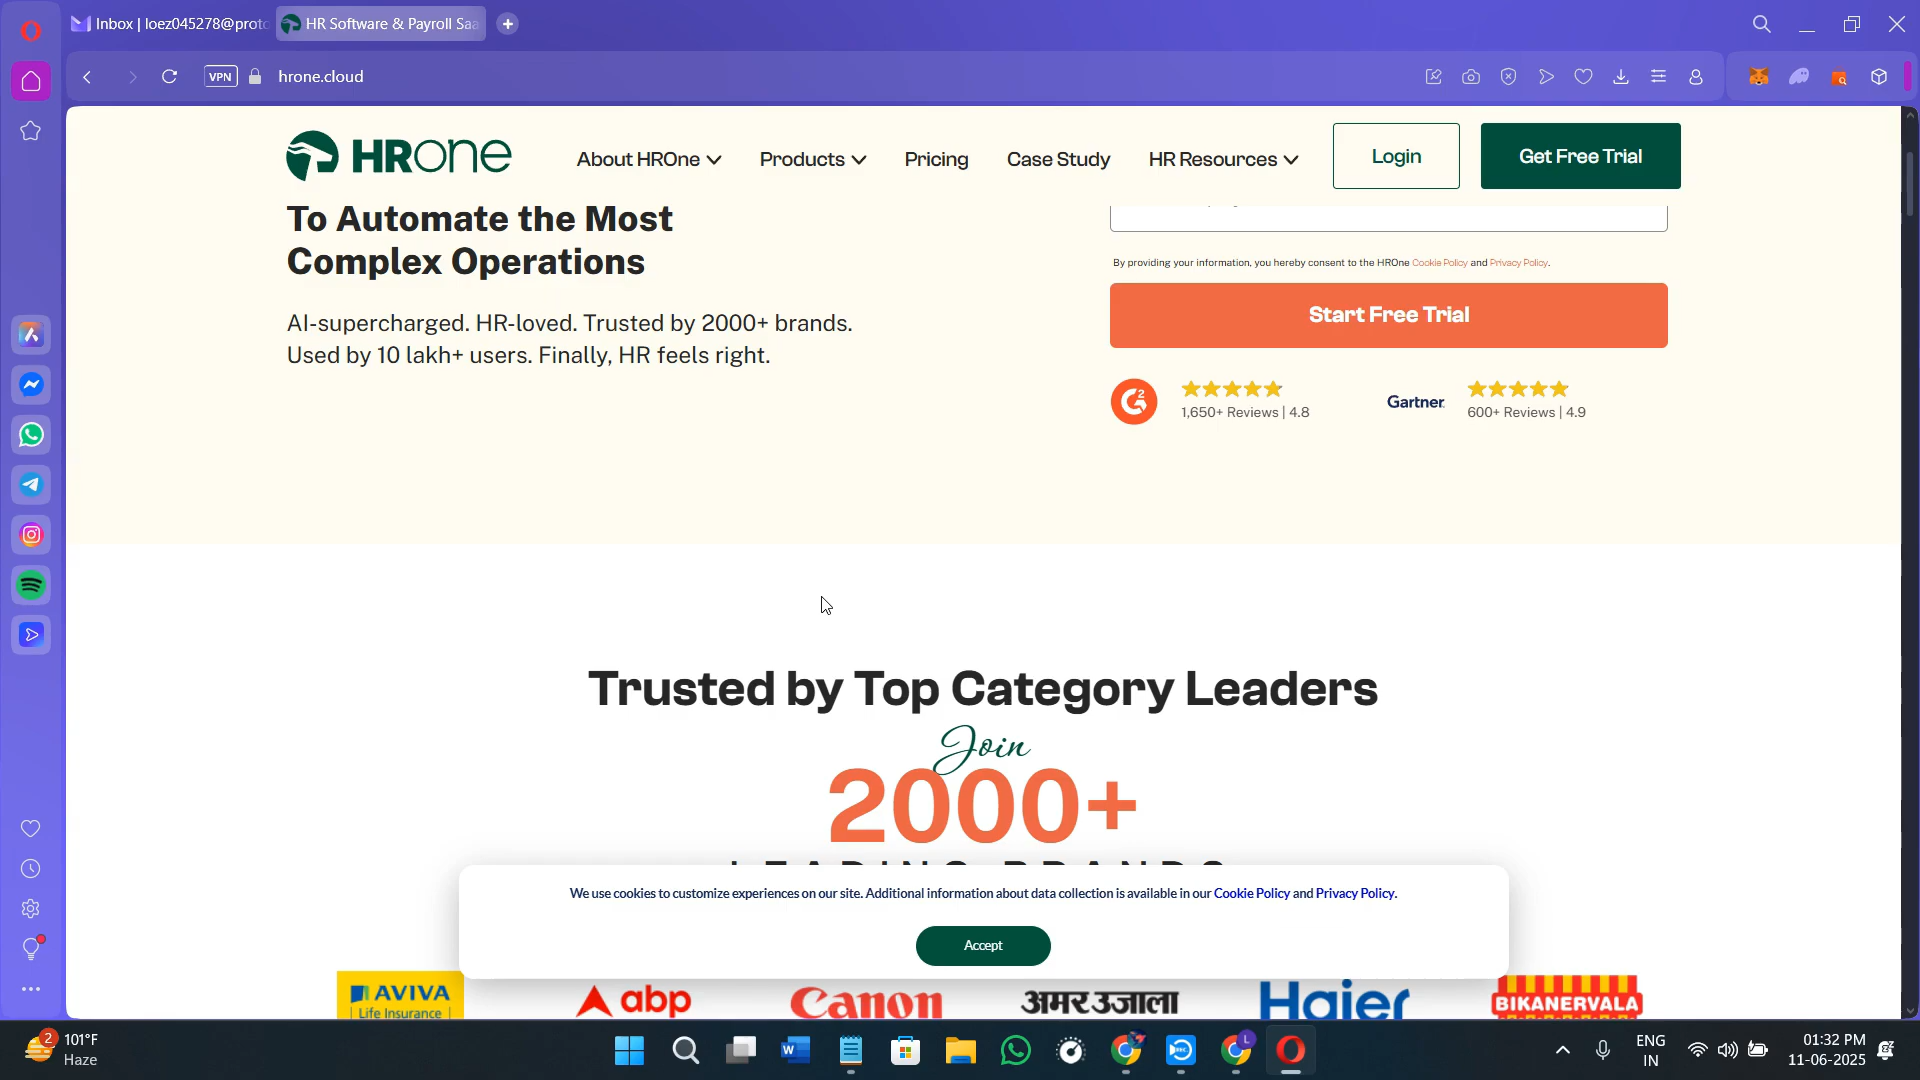 Inbox | loez045278@proto
HR Software & Payroll Saa
VPN
hrone.cloud
HROne
About HROne
Products
Pricing
Case Study
HR Resources
Login
Get Free Trial
To Automate the Most
Complex Operations
AI-supercharged. HR-loved. Trusted by 2000+ brands.
Used by 10 lakh+ users. Finally, HR feels right.
By providing your information, you hereby consent to the HROne Cookie Policy and Privacy Policy.
Start Free Trial
G2
1,650+ Reviews | 4.8
Gartner
600+ Reviews | 4.9
Trusted by Top Category Leaders
Join
2000+
LEADING BRANDS
We use cookies to customize experiences on our site. Additional information about data collection is available in our Cookie Policy and Privacy Policy.
Accept
AVIVA
Life Insurance
abp
Canon
अमर उजाला
Haier
BIKANERVALA
2
101°F
Haze
W
L
ENG
IN
01:32 PM
11-06-2025